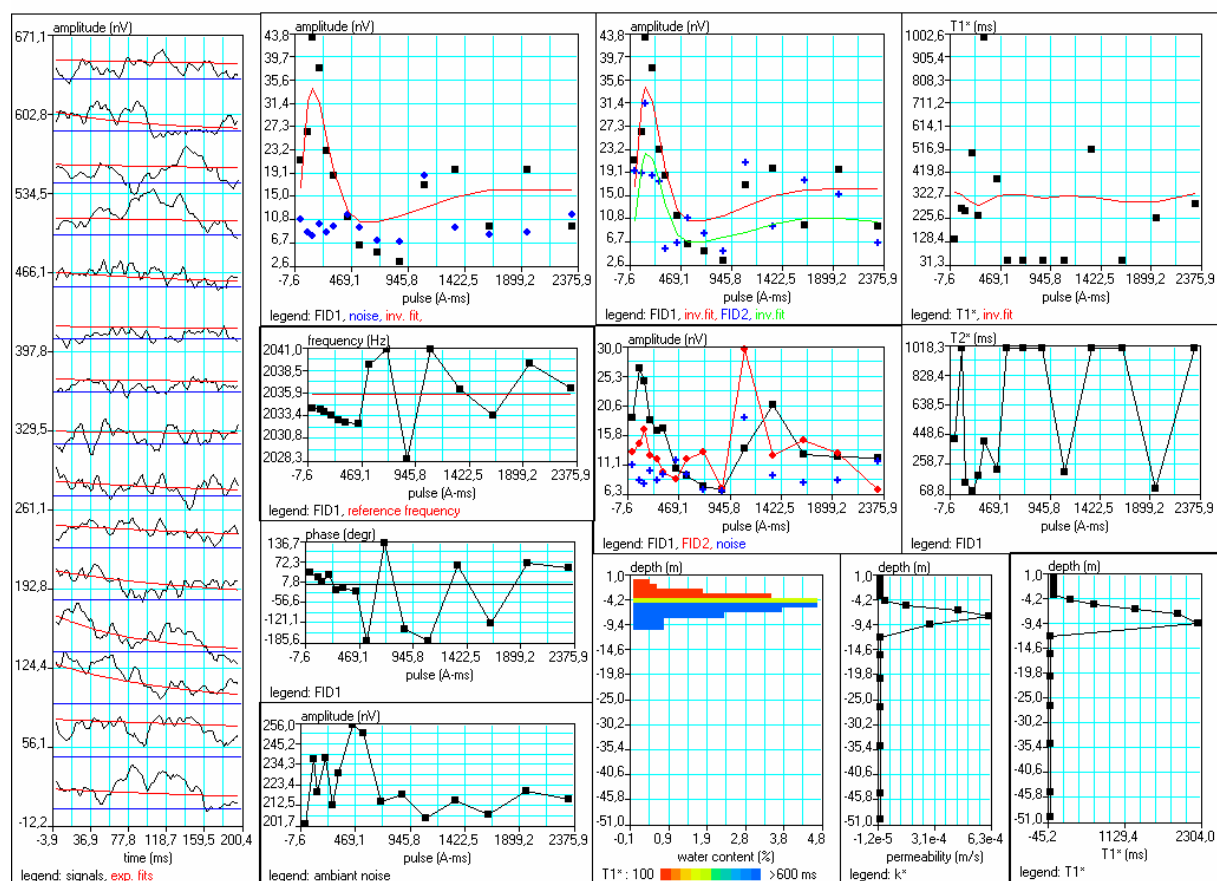 amplitude (nV)
671,1
602,8
534,5
466,1
397,8
329,5
261,1
192,8
124,4
56,1
-12,2
-3,9 36,9 77,8 118,7 159,5 200,4
time (ms)
legend: signals, exp. fits
amplitude (nV)
43,8
39,7
35,6
31,4
27,3
23,2
19,1
14,9
10,8
6,7
2,6
-7,6 469,1 945,8 1422,5 1899,2 2375,9
pulse (A-ms)
legend: FID1, noise, inv. fit,
amplitude (nV)
43,8
39,7
35,6
31,4
27,3
23,2
19,1
14,9
10,8
6,7
2,6
-7,6 469,1 945,8 1422,5 1899,2 2375,9
pulse (A-ms)
legend: FID1, inv.fit, FID2, inv.fit
T1* (ms)
1002,6
905,4
808,3
711,2
614,1
516,9
419,8
322,7
225,6
128,4
31,3
-7,6 469,1 945,8 1422,5 1899,2 2375,9
pulse (A-ms)
legend: T1*, inv.fit
frequency (Hz)
2041,0
2038,5
2035,9
2033,4
2030,8
2028,3
-7,6 469,1 945,8 1422,5 1899,2 2375,9
pulse (A-ms)
legend: FID1, reference frequency
amplitude (nV)
30,0
25,3
20,6
15,8
11,1
6,3
-7,6 469,1 945,8 1422,5 1899,2 2375,9
pulse (A-ms)
legend: FID1, FID2, noise
T2* (ms)
1018,3
828,4
638,5
448,6
258,7
68,8
-7,6 469,1 945,8 1422,5 1899,2 2375,9
pulse (A-ms)
legend: FID1
phase (degr)
136,7
72,3
7,8
-56,6
-121,1
-185,6
-7,6 469,1 945,8 1422,5 1899,2 2375,9
pulse (A-ms)
legend: FID1
amplitude (nV)
256,0
245,2
234,3
223,4
212,5
201,7
-7,6 469,1 945,8 1422,5 1899,2 2375,9
pulse (A-ms)
legend: ambiant noise
depth (m)
1,0
-4,2
-9,4
-14,6
-19,8
-25,0
-30,2
-35,4
-40,6
-45,8
-51,0
-0,1 0,9 1,9 2,9 3,8 4,8
water content (%)
T1* : 100 >600 ms
depth (m)
1,0
-4,2
-9,4
-14,6
-19,8
-25,0
-30,2
-35,4
-40,6
-45,8
-51,0
-1,2e-5 3,1e-4 6,3e-4
permeability (m/s)
legend: k*
depth (m)
1,0
-4,2
-9,4
-14,6
-19,8
-25,0
-30,2
-35,4
-40,6
-45,8
-51,0
-45,2 1129,4 2304,0
T1* (ms)
legend: T1*